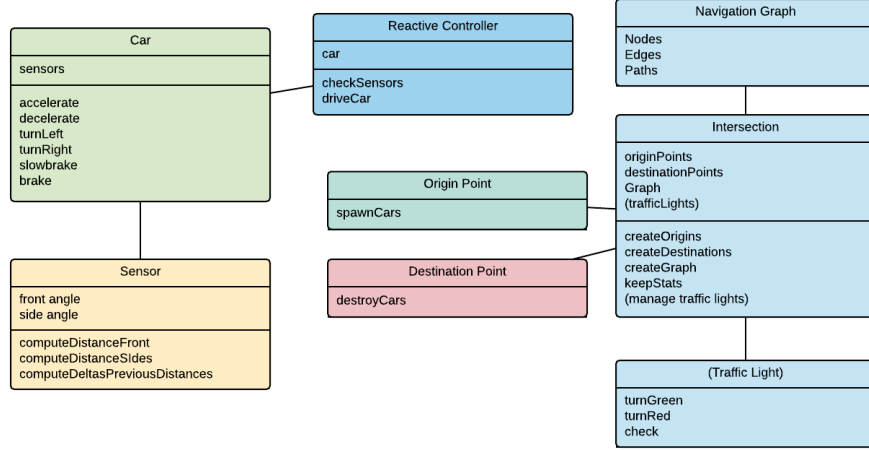 Car
sensors
accelerate
decelerate
turnLeft
turnRight
slowbrake
brake
Reactive Controller
car
checkSensors
driveCar
Navigation Graph
Nodes
Edges
Paths
Intersection
originPoints
destinationPoints
Graph
(trafficLights)
createOrigins
createDestinations
createGraph
keepStats
(manage traffic lights)
Origin Point
spawnCars
Destination Point
destroyCars
Sensor
front angle
side angle
computeDistanceFront
computeDistanceSIdes
computeDeltasPreviousDistances
(Traffic Light)
turnGreen
turnRed
check